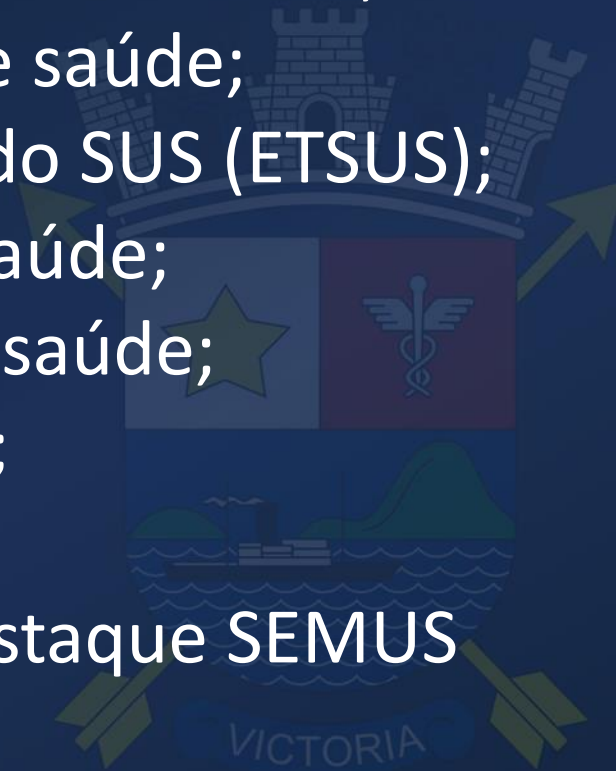 e saúde;
do SUS (ETSUS);
aúde;
saúde;
;
staque SEMUS
VICTORIA